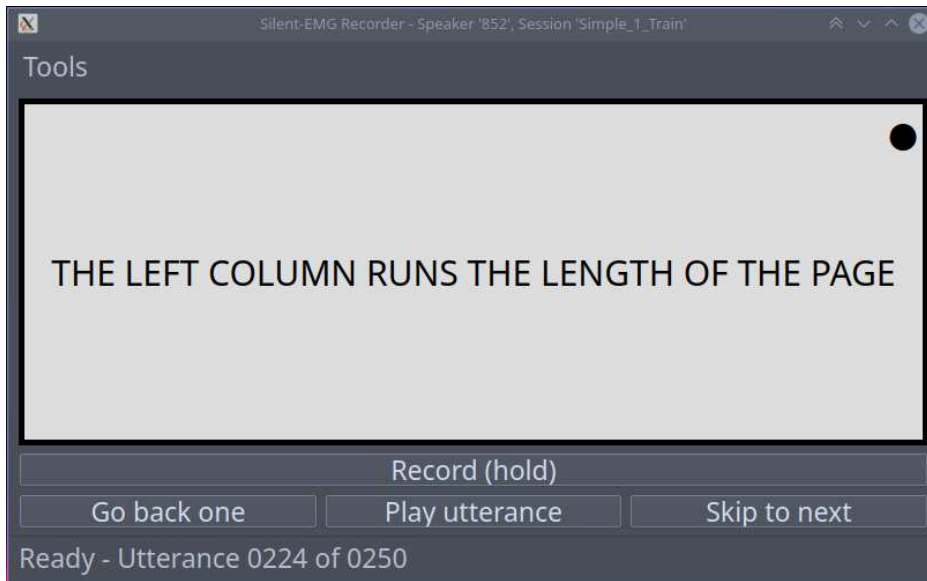 Silent-EMG Recorder - Speaker '852', Session 'Simple_1_Train'
Tools
THE LEFT COLUMN RUNS THE LENGTH OF THE PAGE
Record (hold)
Go back one Play utterance Skip to next
Ready - Utterance 0224 of 0250